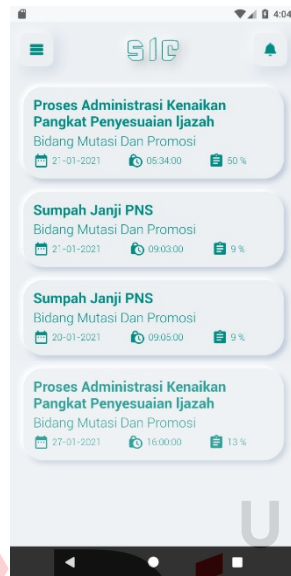 4:04
SIC
Proses Administrasi Kenaikan
Pangkat Penyesuaian Ijazah
Bidang Mutasi Dan Promosi
21-01-2021 05:34:00 50 %
Sumpah Janji PNS
Bidang Mutasi Dan Promosi
21-01-2021 09:03:00 9 %
Sumpah Janji PNS
Bidang Mutasi Dan Promosi
20-01-2021 09:05:00 9 %
Proses Administrasi Kenaikan
Pangkat Penyesuaian Ijazah
Bidang Mutasi Dan Promosi
27-01-2021 16:00:00 13 %
U